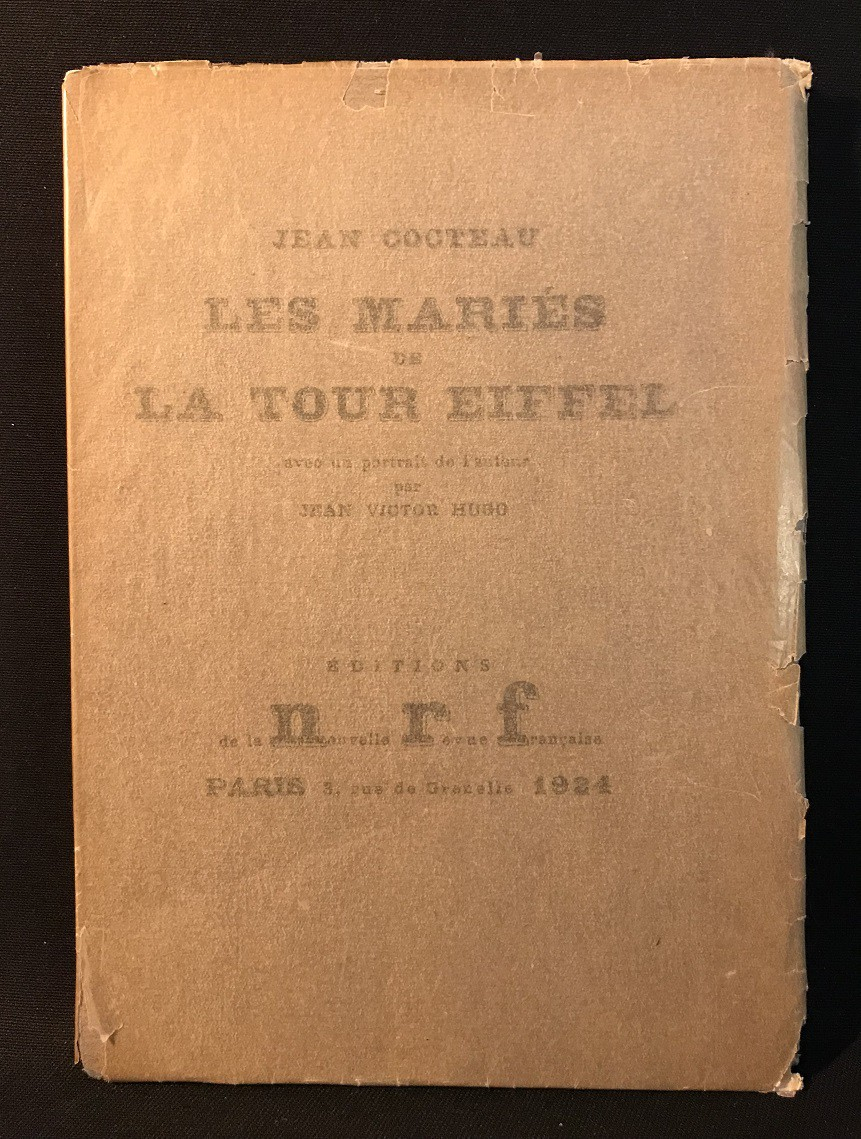 JEAN COCTEAU
LES MARIÉS
DE
LA TOUR EIFFEL
avec un portrait de l'auteur
par
JEAN VICTOR HUGO
ÉDITIONS
n r f
de la nouvelle revue française
PARIS 3, rue de Grenelle 1924